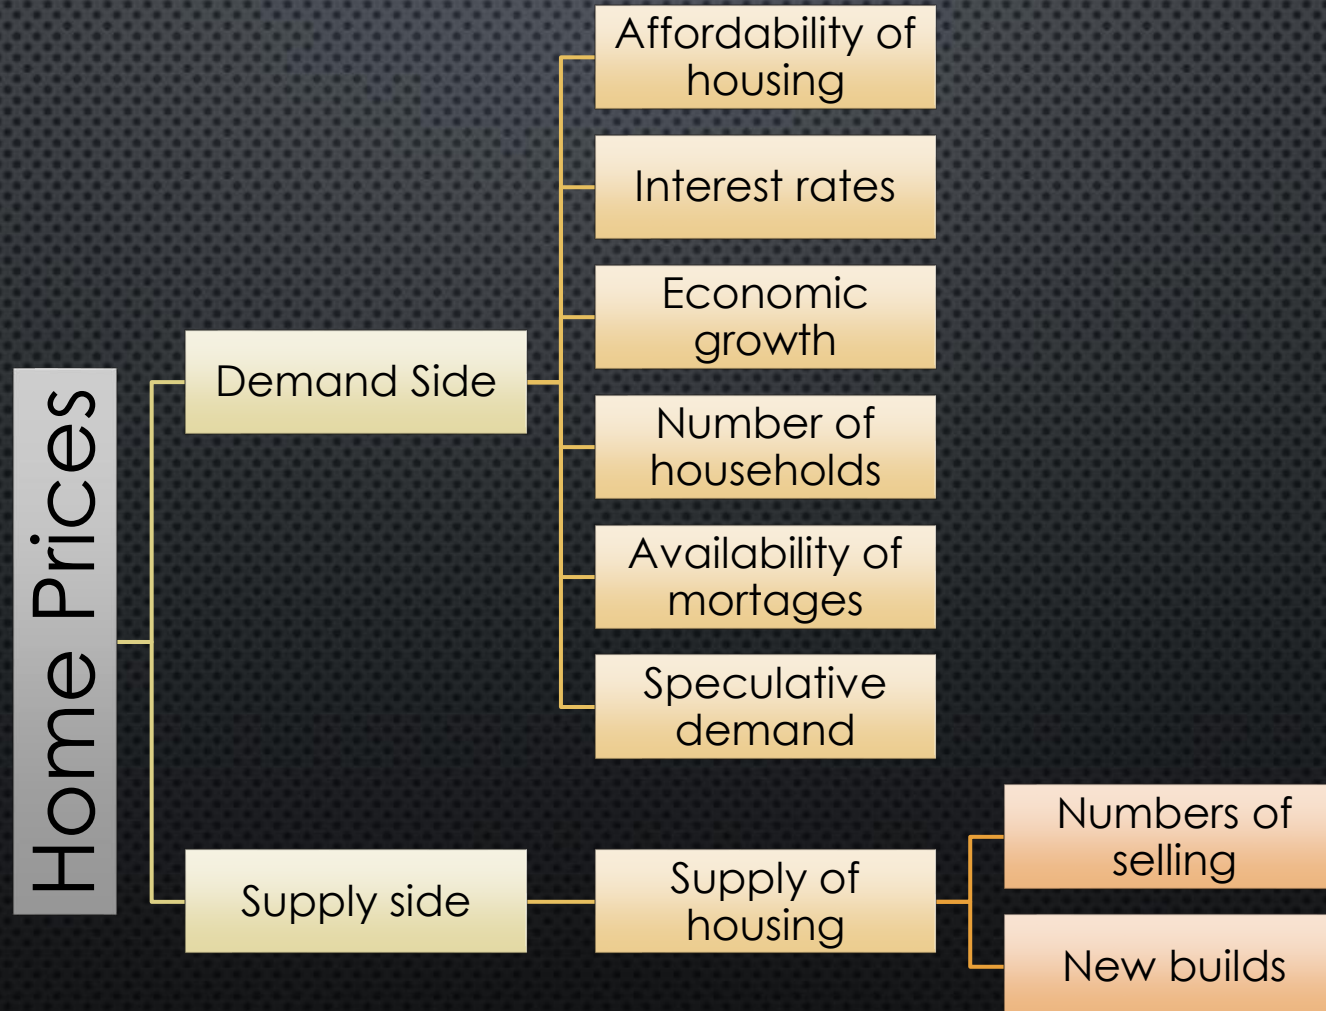 Home Prices
Demand Side
Affordability of
housing
Interest rates
Economic
growth
Number of
households
Availability of
mortages
Speculative
demand
Supply side
Supply of
housing
Numbers of
selling
New builds